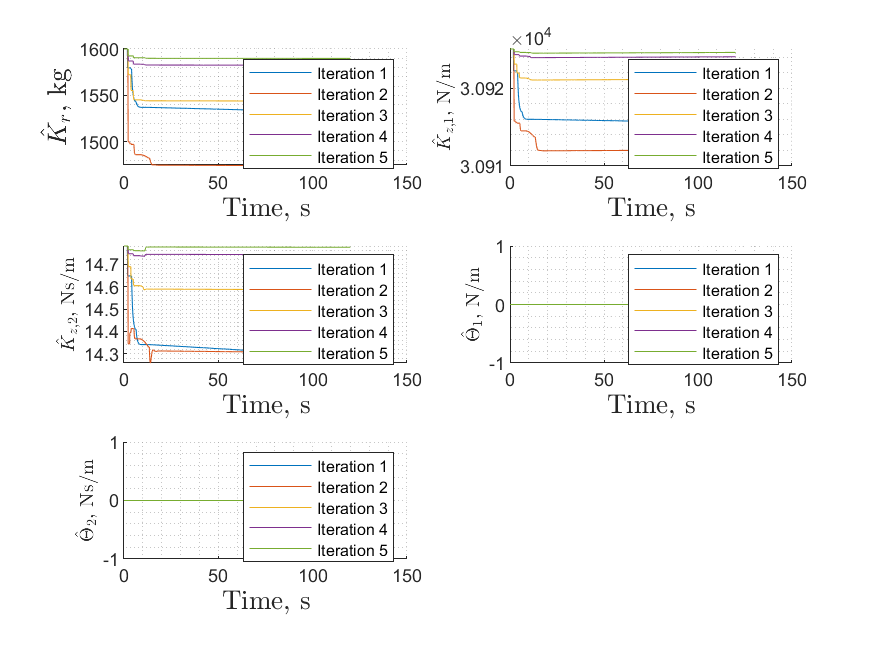 1600
1550
1500
K̂r, kg
0 50 100 150
Time, s
Iteration 1
Iteration 2
Iteration 3
Iteration 4
Iteration 5
×10^4
3.092
3.091
K̂z,1, N/m
0 50 100 150
Time, s
Iteration 1
Iteration 2
Iteration 3
Iteration 4
Iteration 5
14.7
14.6
14.5
14.4
14.3
K̂z,2, Ns/m
0 50 100 150
Time, s
Iteration 1
Iteration 2
Iteration 3
Iteration 4
Iteration 5
1
0
-1
Θ̂1, N/m
0 50 100 150
Time, s
Iteration 1
Iteration 2
Iteration 3
Iteration 4
Iteration 5
1
0
-1
Θ̂2, Ns/m
0 50 100 150
Time, s
Iteration 1
Iteration 2
Iteration 3
Iteration 4
Iteration 5